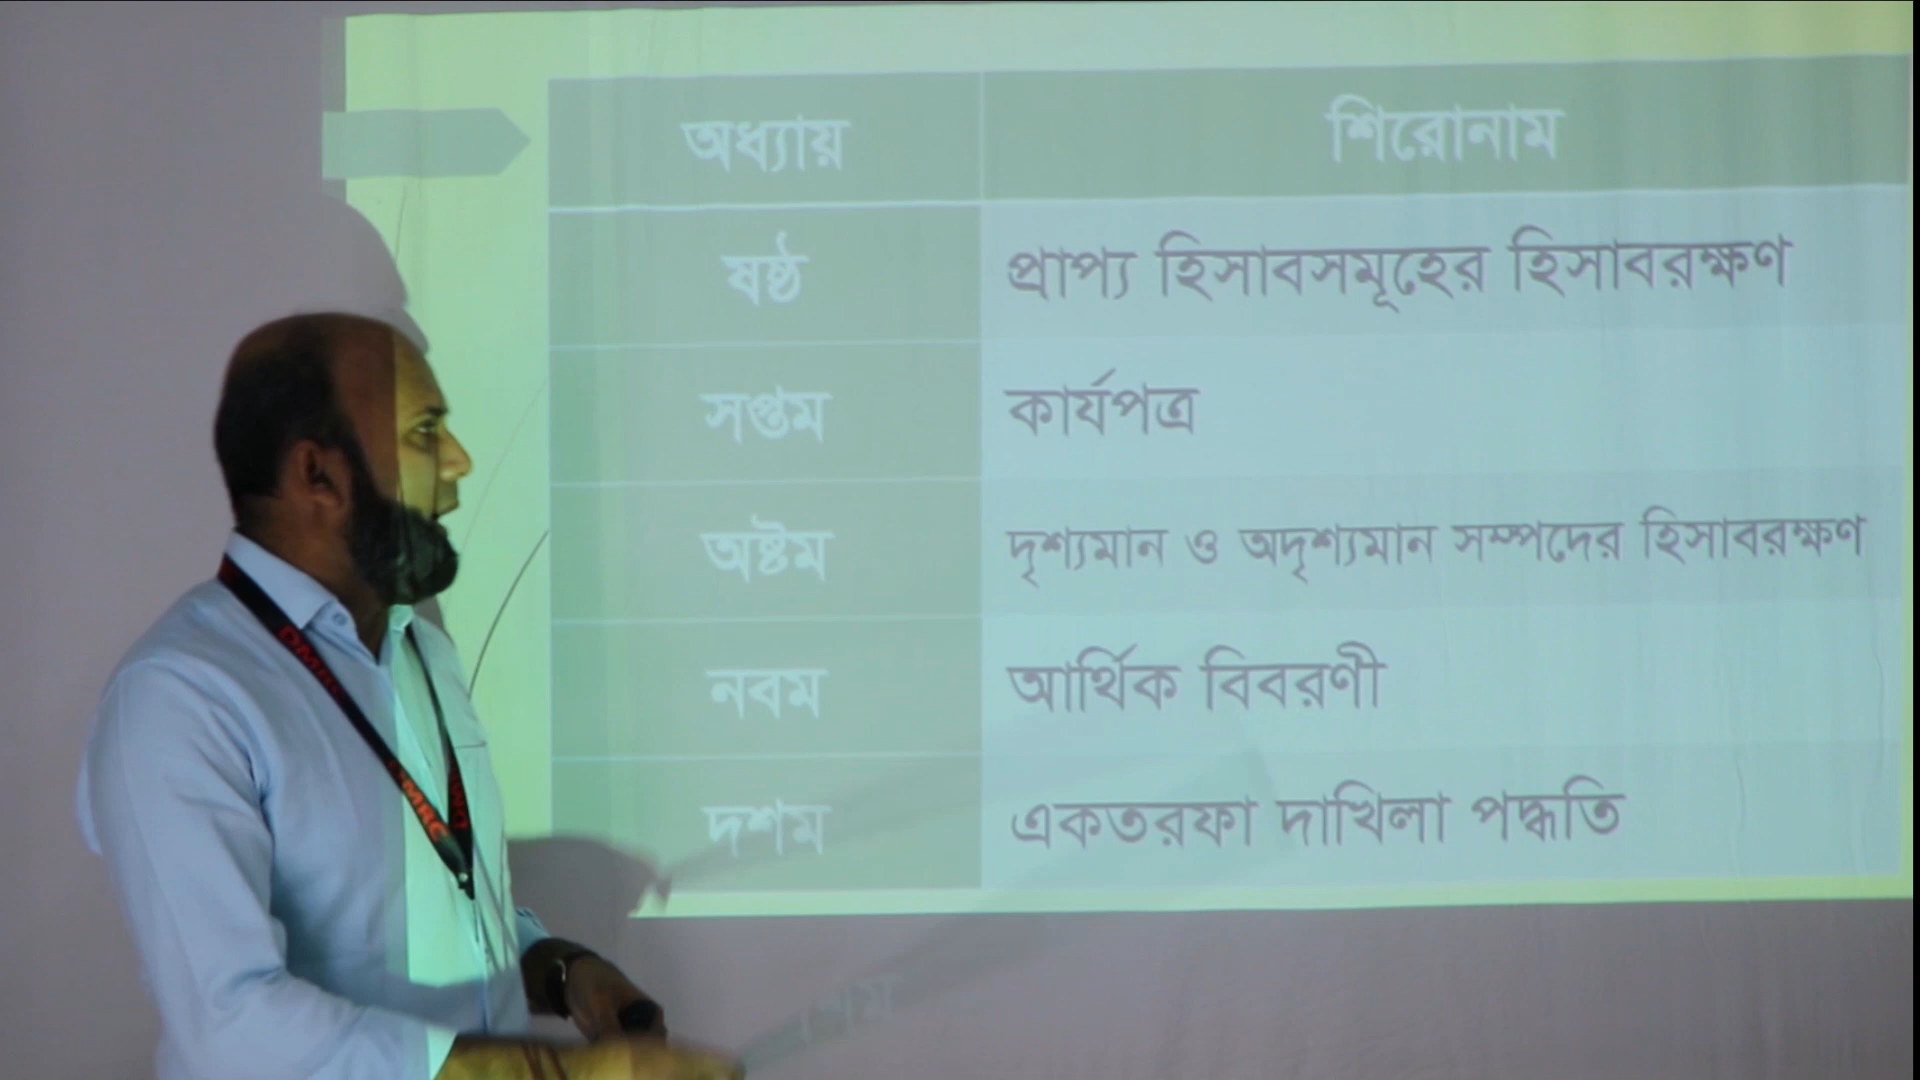 অধ্যায় শিরোনাম
ষষ্ঠ প্রাপ্য হিসাবসমূহের হিসাবরক্ষণ
সপ্তম কার্যপত্র
অষ্টম দৃশ্যমান ও অদৃশ্যমান সম্পদের হিসাবরক্ষণ
নবম আর্থিক বিবরণী
দশম একতরফা দাখিলা পদ্ধতি